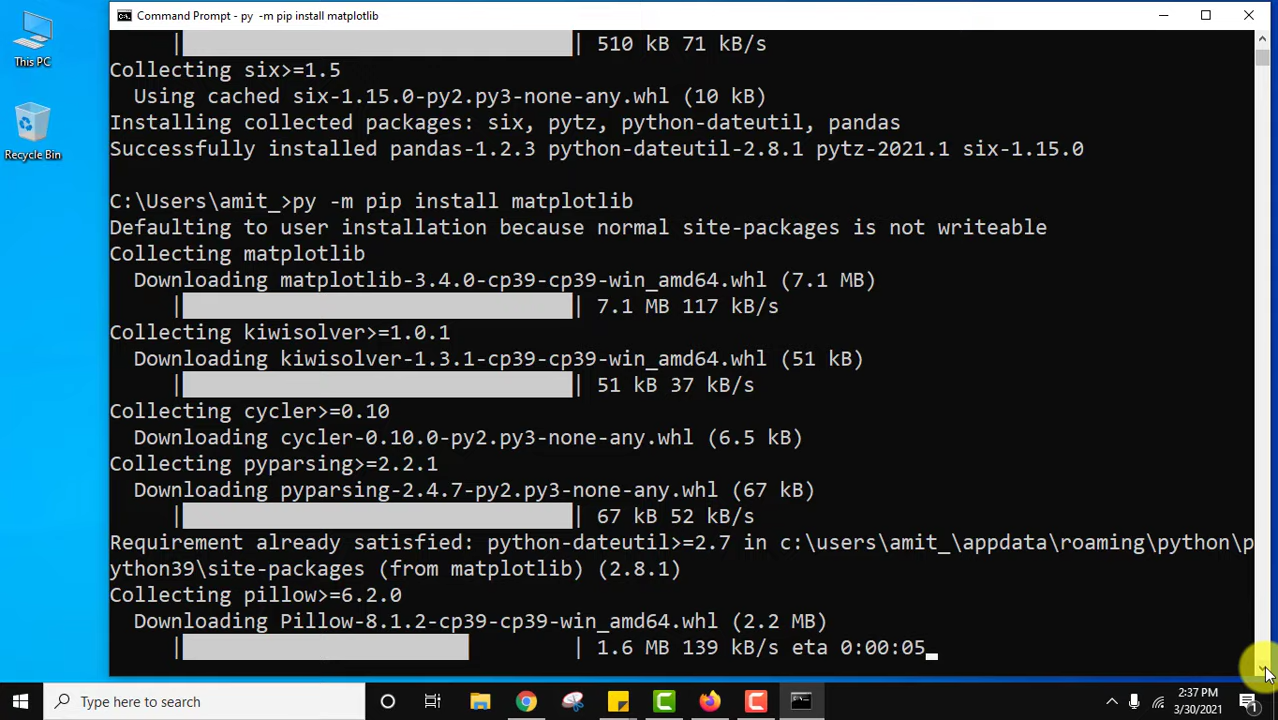 This PC
Recycle Bin
Command Prompt - py -m pip install matplotlib
| 510 kB 71 kB/s
Collecting six>=1.5
Using cached six-1.15.0-py2.py3-none-any.whl (10 kB)
Installing collected packages: six, pytz, python-dateutil, pandas
Successfully installed pandas-1.2.3 python-dateutil-2.8.1 pytz-2021.1 six-1.15.0
C:\Users\amit_>py -m pip install matplotlib
Defaulting to user installation because normal site-packages is not writeable
Collecting matplotlib
Downloading matplotlib-3.4.0-cp39-cp39-win_amd64.whl (7.1 MB)
| | 7.1 MB 117 kB/s
Collecting kiwisolver>=1.0.1
Downloading kiwisolver-1.3.1-cp39-cp39-win_amd64.whl (51 kB)
| | 51 kB 37 kB/s
Collecting cycler>=0.10
Downloading cycler-0.10.0-py2.py3-none-any.whl (6.5 kB)
Collecting pyparsing>=2.2.1
Downloading pyparsing-2.4.7-py2.py3-none-any.whl (67 kB)
| | 67 kB 52 kB/s
Requirement already satisfied: python-dateutil>=2.7 in c:\users\amit_\appdata\roaming\python\p
ython39\site-packages (from matplotlib) (2.8.1)
Collecting pillow>=6.2.0
Downloading Pillow-8.1.2-cp39-cp39-win_amd64.whl (2.2 MB)
| | 1.6 MB 139 kB/s eta 0:00:05
Type here to search
2:37 PM
3/30/2021
1